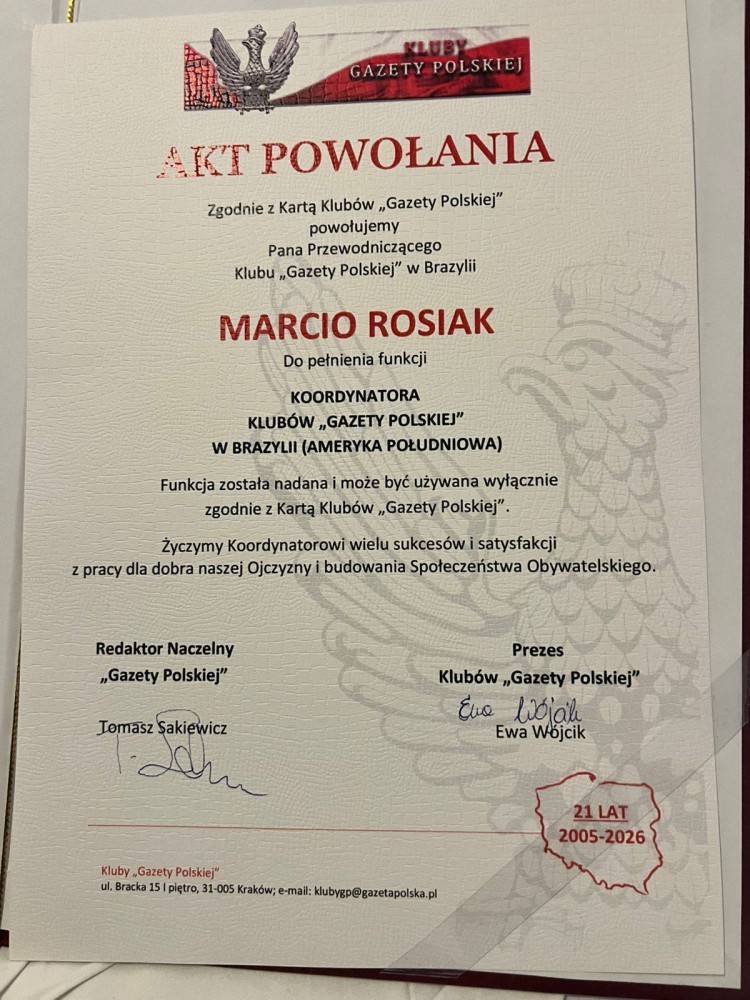 KLUBY
GAZETY POLSKIEJ
AKT POWOŁANIA
Zgodnie z Kartą Klubów „Gazety Polskiej”
powołujemy
Pana Przewodniczącego
Klubu „Gazety Polskiej” w Brazylii
MARCIO ROSIAK
Do pełnienia funkcji
KOORDYNATORA
KLUBÓW „GAZETY POLSKIEJ”
W BRAZYLII (AMERYKA POŁUDNIOWA)
Funkcja została nadana i może być używana wyłącznie
zgodnie z Kartą Klubów „Gazety Polskiej”.
Życzymy Koordynatorowi wielu sukcesów i satysfakcji
z pracy dla dobra naszej Ojczyzny i budowania Społeczeństwa Obywatelskiego.
Redaktor Naczelny
„Gazety Polskiej”
Tomasz Sakiewicz
Prezes
Klubów „Gazety Polskiej”
Ewa Wójcik
Ewa Wójcik
21 LAT
2005-2026
Kluby „Gazety Polskiej”
ul. Bracka 15 I piętro, 31-005 Kraków; e-mail: klubygp@gazetapolska.pl